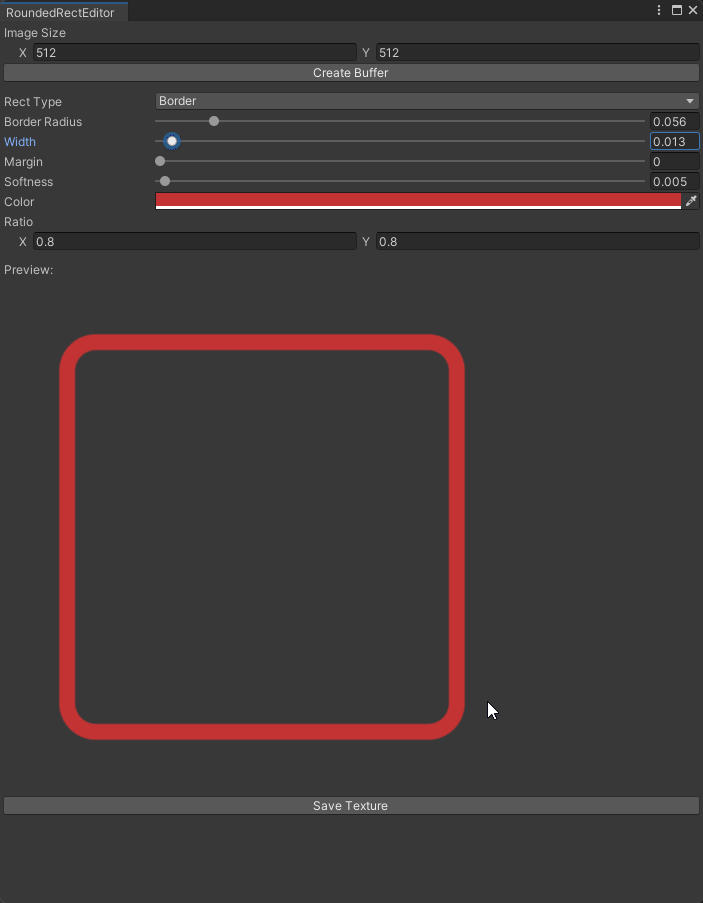 RoundedRectEditor
Image Size
X 512 Y 512
Create Buffer
Rect Type Border
Border Radius 0.056
Width 0.013
Margin 0
Softness 0.005
Color
Ratio
X 0.8 Y 0.8
Preview:
Save Texture